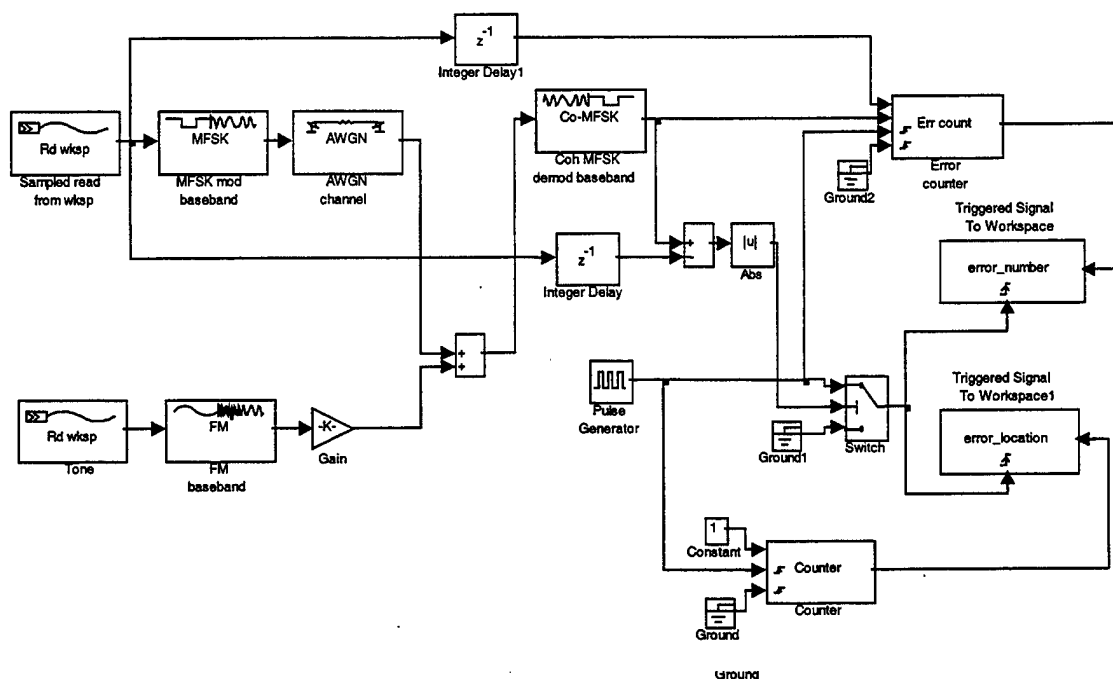 z-1
Integer Delay1
Rd wksp
Sampled read
from wksp
MFSK
MFSK mod
baseband
AWGN
AWGN
channel
Co-MFSK
Coh MFSK
demod baseband
Err count
Error
counter
Ground2
Triggered Signal
To Workspace
error_number
z-1
Integer Delay
+
−
|u|
Abs
+
+
Pulse
Generator
Ground1
Switch
Triggered Signal
To Workspace1
error_location
Rd wksp
Tone
FM
FM
baseband
-K-
Gain
1
Constant
Counter
Counter
Ground
Ground